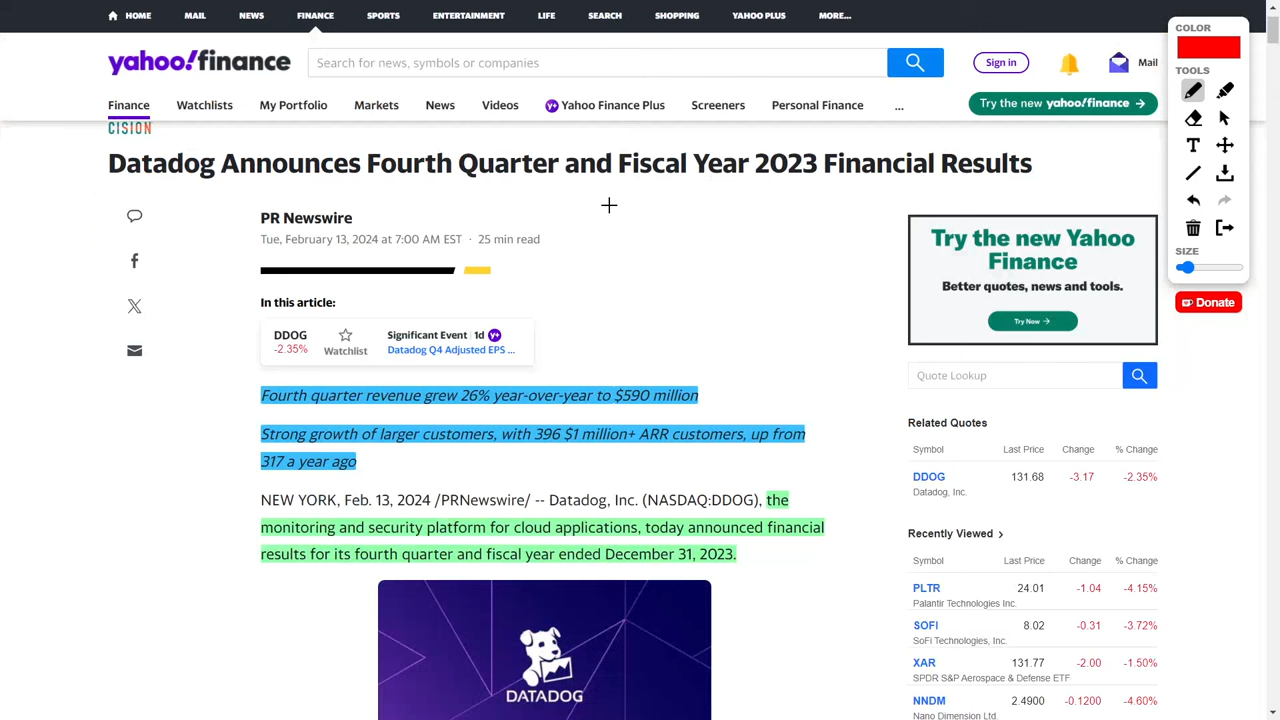 HOME MAIL NEWS FINANCE SPORTS ENTERTAINMENT LIFE SEARCH SHOPPING YAHOO PLUS MORE...
yahoo!finance
Search for news, symbols or companies
Sign in
Mail
Finance Watchlists My Portfolio Markets News Videos Yahoo Finance Plus Screeners Personal Finance ...
Try the new yahoo!finance →
CISION
Datadog Announces Fourth Quarter and Fiscal Year 2023 Financial Results
PR Newswire
Tue, February 13, 2024 at 7:00 AM EST · 25 min read
In this article:
DDOG
-2.35%
Watchlist
Significant Event 1d Y+
Datadog Q4 Adjusted EPS ...
Fourth quarter revenue grew 26% year-over-year to $590 million
Strong growth of larger customers, with 396 $1 million+ ARR customers, up from
317 a year ago
NEW YORK, Feb. 13, 2024 /PRNewswire/ -- Datadog, Inc. (NASDAQ:DDOG), the
monitoring and security platform for cloud applications, today announced financial
results for its fourth quarter and fiscal year ended December 31, 2023.
DATADOG
Try the new Yahoo
Finance
Better quotes, news and tools.
Try Now →
Quote Lookup
Related Quotes
Symbol Last Price Change % Change
DDOG 131.68 -3.17 -2.35%
Datadog, Inc.
Recently Viewed >
Symbol Last Price Change % Change
PLTR 24.01 -1.04 -4.15%
Palantir Technologies Inc.
SOFI 8.02 -0.31 -3.72%
SoFi Technologies, Inc.
XAR 131.77 -2.00 -1.50%
SPDR S&P Aerospace & Defense ETF
NNDM 2.4900 -0.1200 -4.60%
Nano Dimension Ltd.
COLOR
TOOLS
T
SIZE
Donate